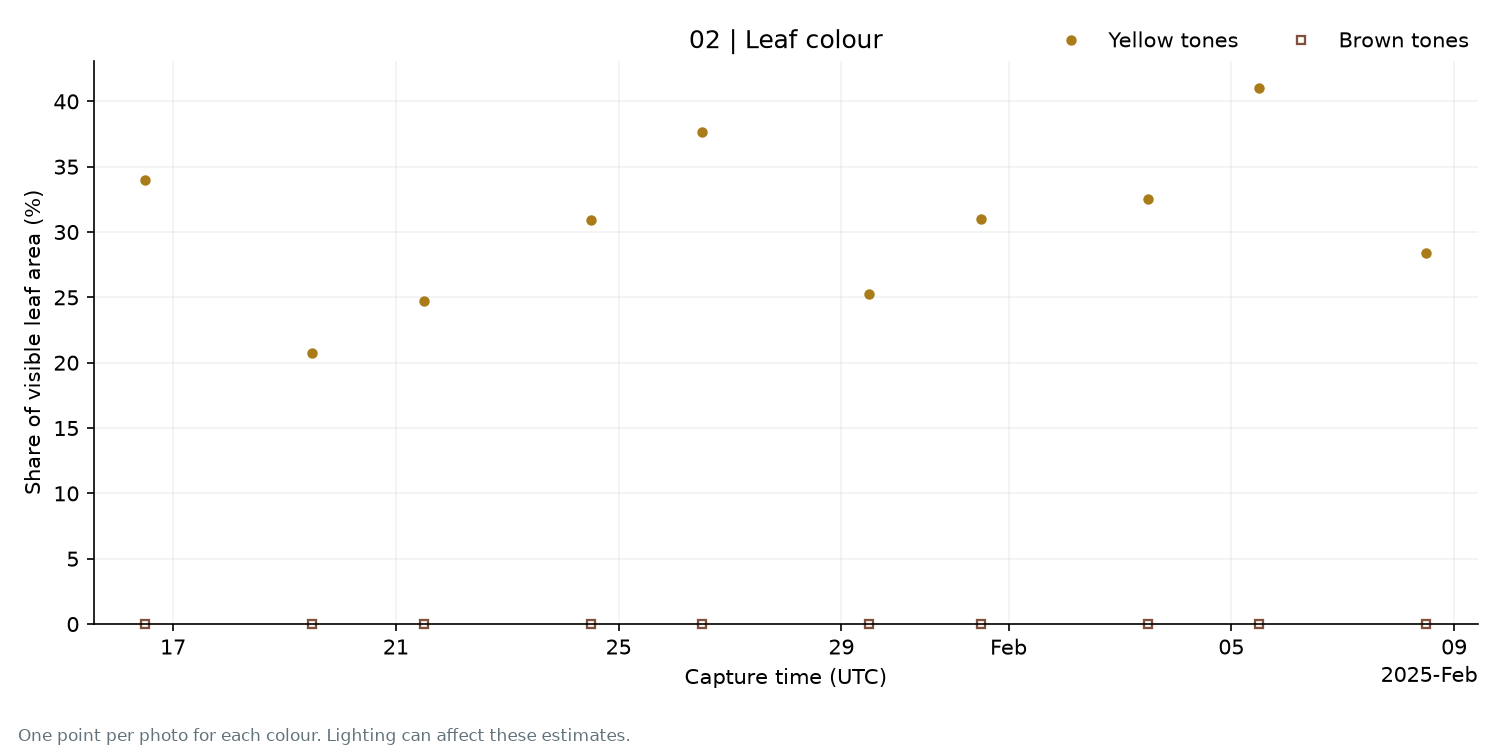 02 | Leaf colour
Yellow tones
Brown tones
Share of visible leaf area (%)
40
35
30
25
20
15
10
5
0
17
21
25
29
Feb
05
09
Capture time (UTC)
2025-Feb
One point per photo for each colour. Lighting can affect these estimates.